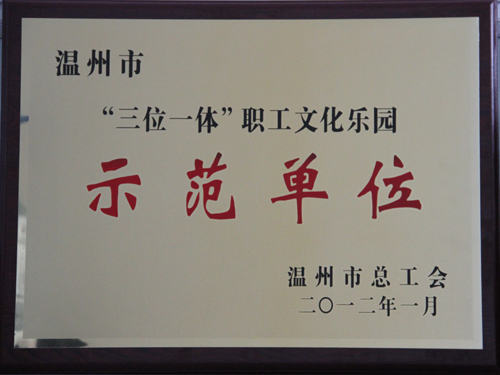 温州市
“三位一体”职工文化乐园
示范单位
温州市总工会
二〇一二年一月